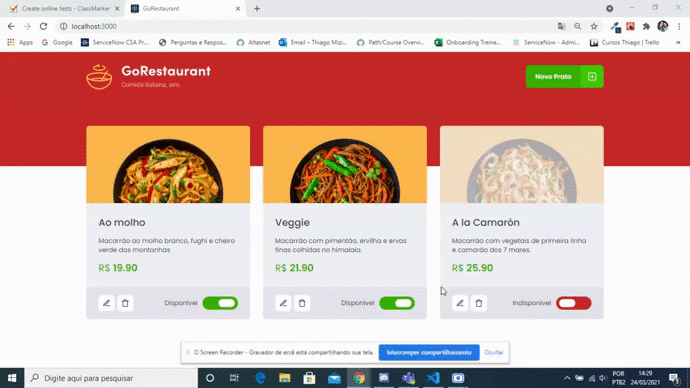 Create online tests - ClassMarker
GoRestaurant
localhost:3000
Apps
Google
ServiceNow CSA Pr...
Perguntas e Respos...
Altasnet
Email – Thiago Mizi...
Path/Course Overvi...
Onboarding Treine...
ServiceNow - Admi...
Cursos Thiago | Trello
»
GoRestaurant
Comida Italiana, sim.
Novo Prato
Ao molho
Macarrão ao molho branco, fughi e cheiro
verde das montanhas
R$ 19.90
Disponível
Veggie
Macarrão com pimentão, ervilha e ervas
finas colhidas no himalaia.
R$ 21.90
Disponível
A la Camarón
Macarrão com vegetais de primeira linha
e camarão dos 7 mares.
R$ 25.90
Indisponível
O Screen Recorder - Gravador de ecrã está compartilhando sua tela.
Interromper compartilhamento
Ocultar
Digite aqui para pesquisar
POR
PTB2
14:29
24/03/2021